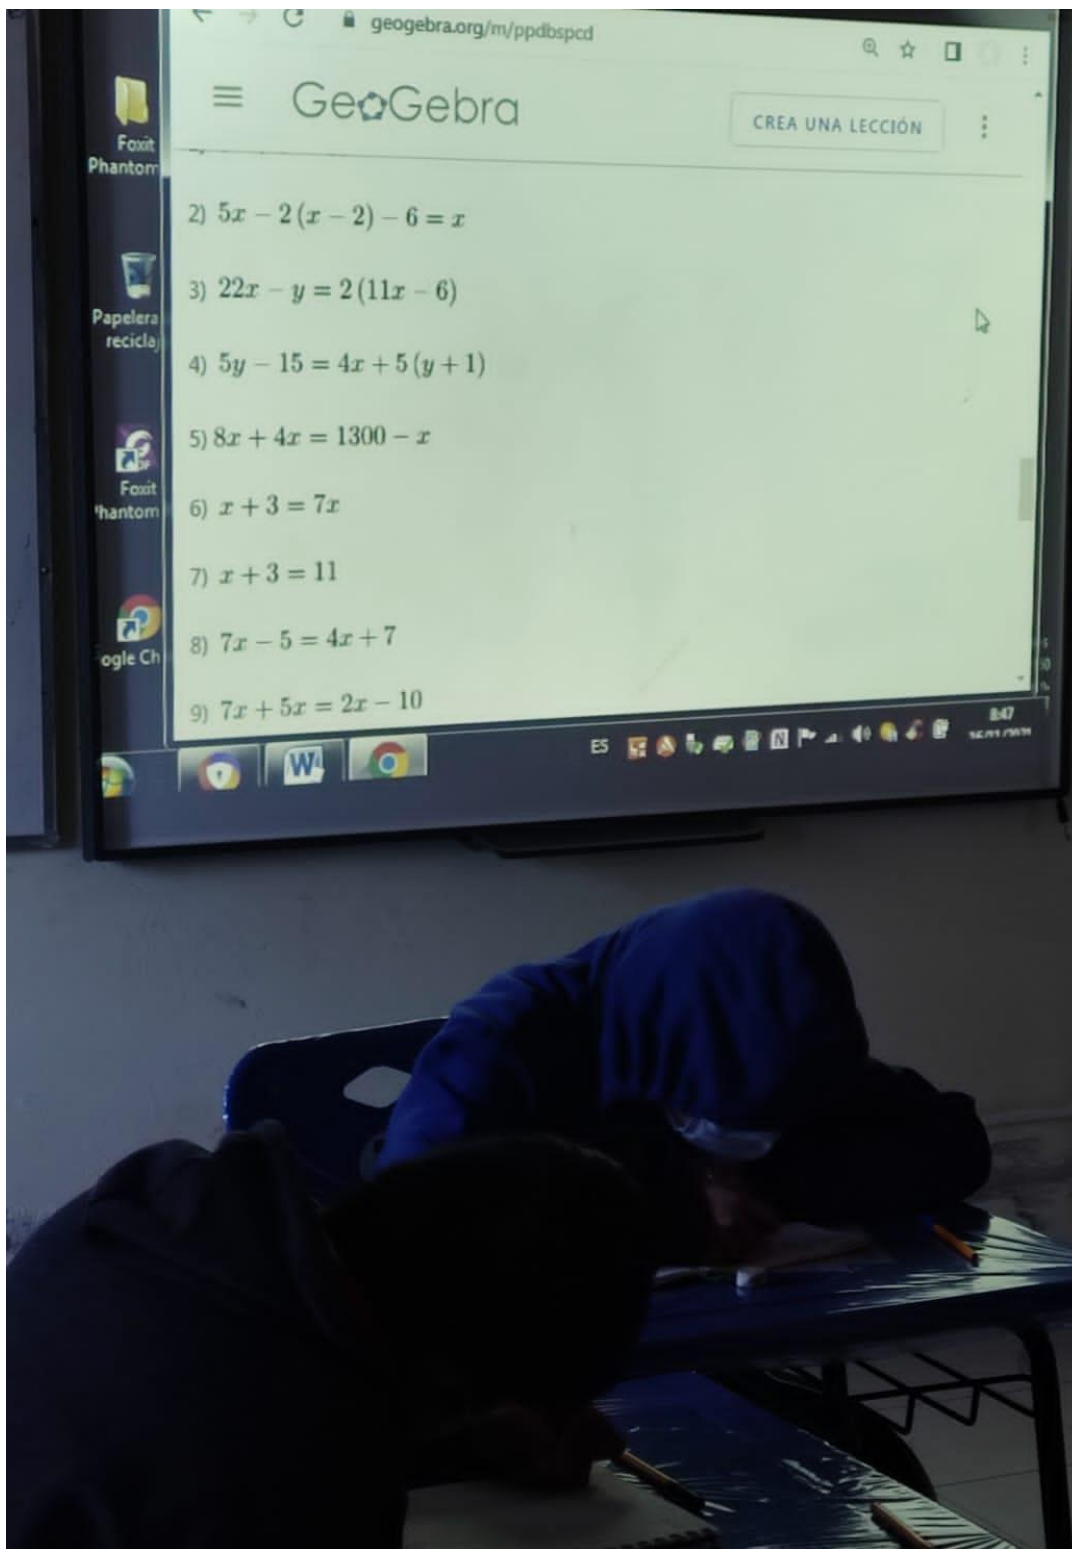 geogebra.org/m/ppdbspcd
GeoGebra
CREA UNA LECCIÓN
Foxit
Phantom
2) 5x − 2(x − 2) − 6 = x
3) 22x − y = 2(11x − 6)
Papelera
recicla
4) 5y − 15 = 4x + 5(y + 1)
5) 8x + 4x = 1300 − x
Foxit
Phantom
6) x + 3 = 7x
7) x + 3 = 11
8) 7x − 5 = 4x + 7
ogle Ch
9) 7x + 5x = 2x − 10
ES
8:47